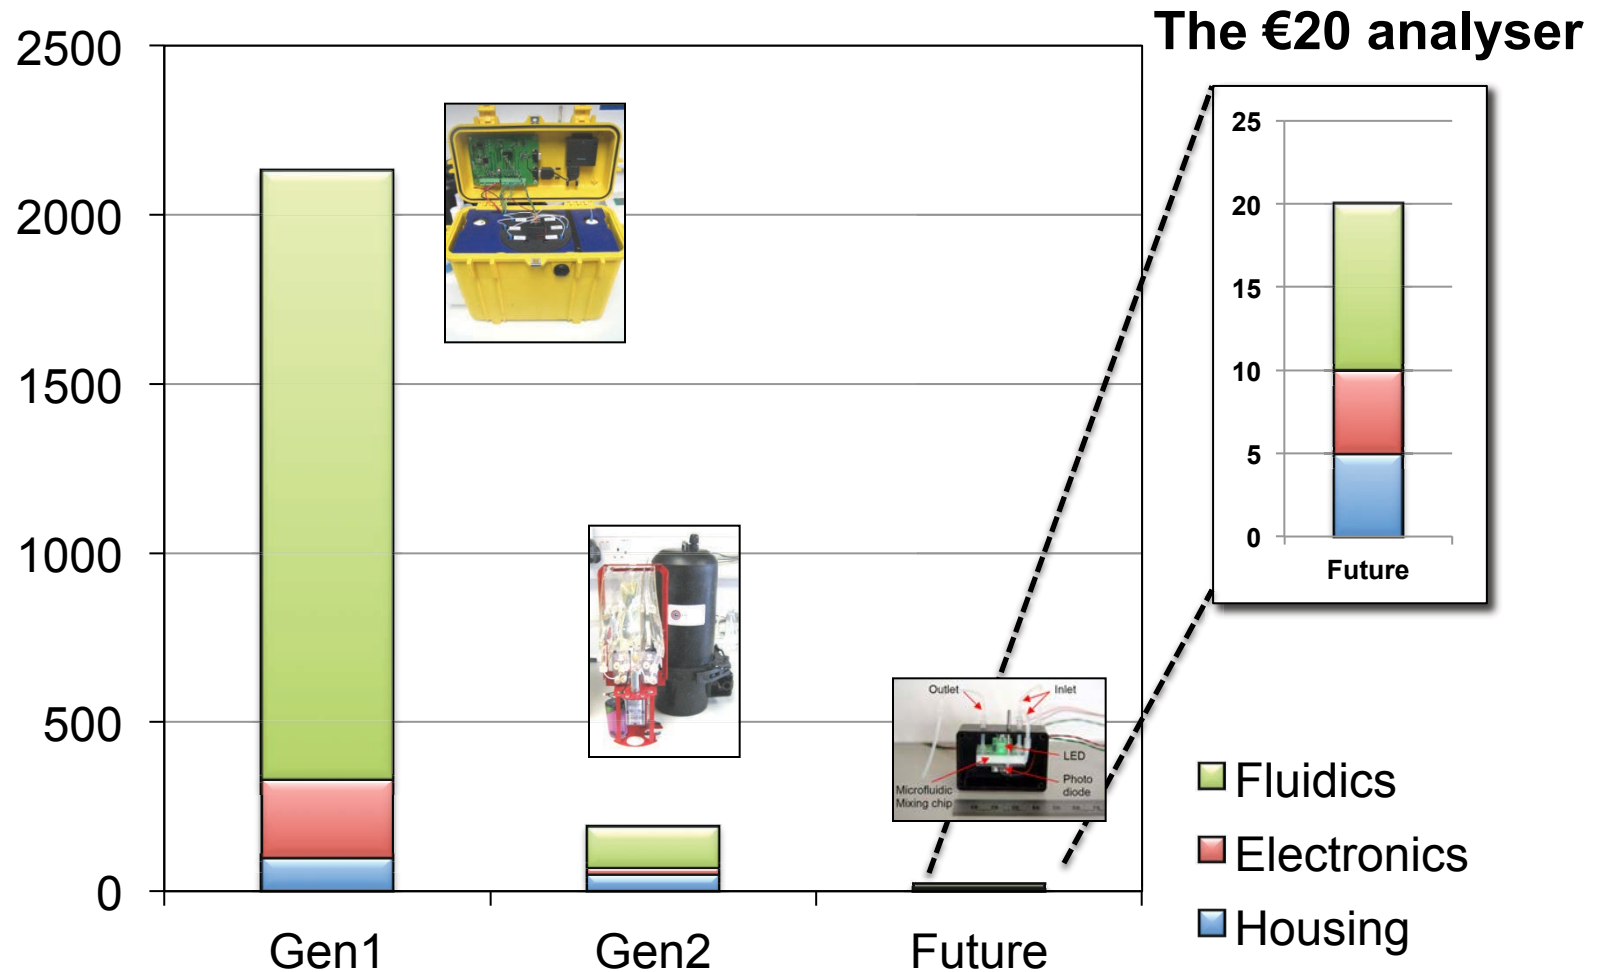 The €20 analyser
2500
2000
1500
1000
500
0
Gen1
Gen2
Future
25
20
15
10
5
0
Future
Outlet
Inlet
LED
Photo
diode
Microfluidic
Mixing chip
Fluidics
Electronics
Housing